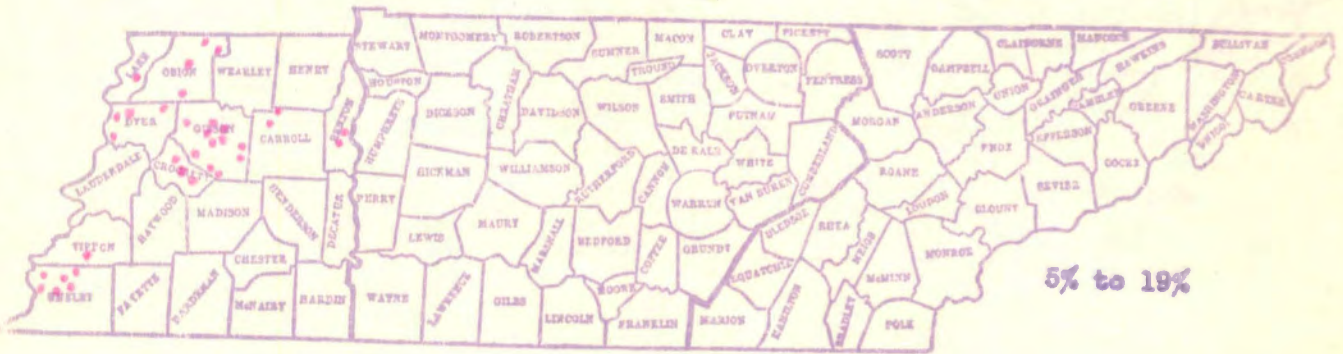 STEWART MONTGOMERY ROBERTSON SUMNER MACON CLAY PICKETT SCOTT CLAIBORNE HANCOCK SULLIVAN
LAKE OBION WEAKLEY HENRY HOUSTON TROUSD JACKSON OVERTON FENTRESS CAMPBELL UNION GRAINGER HAWKINS WASHINGTON CARTER
DYER GIBSON CARROLL BENTON HUMPHREYS DICKSON CHEATHAM DAVIDSON WILSON SMITH PUTNAM MORGAN ANDERSON KNOX JEFFERSON GREENE UNICOI
LAUDERDALE CROCKETT HAYWOOD MADISON HENDERSON DECATUR PERRY HICKMAN WILLIAMSON RUTHERFORD CANNON DE KALB WHITE CUMBERLAND ROANE LOUDON BLOUNT SEVIER COCKE
TIPTON CHESTER LEWIS MAURY MARSHALL BEDFORD COFFEE WARREN VAN BUREN GRUNDY BLEDSOE RHEA MEIGS McMINN MONROE
SHELBY FAYETTE HARDEMAN McNAIRY HARDIN WAYNE LAWRENCE GILES LINCOLN MOORE FRANKLIN MARION SEQUATCHIE HAMILTON BRADLEY POLK
5% to 19%